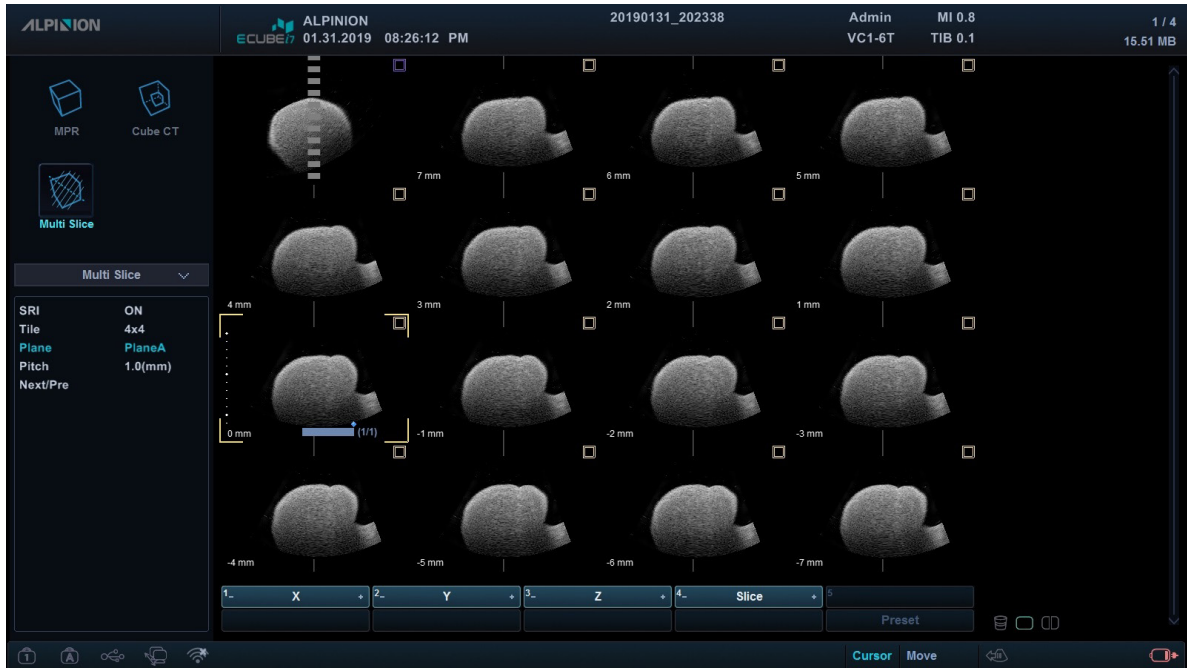 ALPINION
ECUBE i7
ALPINION
01.31.2019 08:26:12 PM
20190131_202338
Admin MI 0.8
VC1-6T TIB 0.1
1 / 4
15.51 MB
MPR Cube CT
Multi Slice
Multi Slice
SRI ON
Tile 4x4
Plane PlaneA
Pitch 1.0(mm)
Next/Pre
7 mm 6 mm 5 mm
4 mm 3 mm 2 mm 1 mm
0 mm (1/1) -1 mm -2 mm -3 mm
-4 mm -5 mm -6 mm -7 mm
1- X + 2- Y + 3- Z + 4- Slice + 5
Preset
1 A
Cursor Move